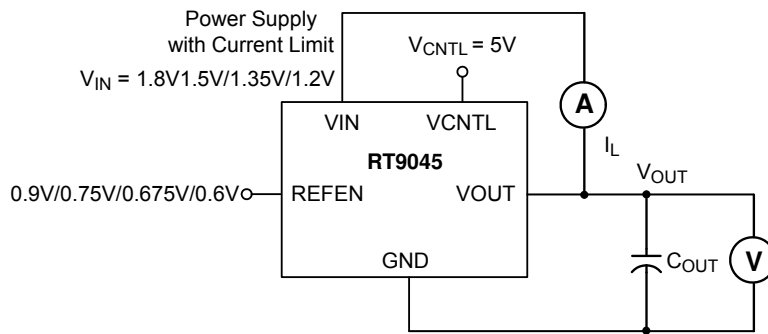 Power Supply
with Current Limit
V_IN = 1.8V1.5V/1.35V/1.2V
V_CNTL = 5V
A
VIN
VCNTL
I_L
RT9045
V_OUT
0.9V/0.75V/0.675V/0.6V
REFEN
VOUT
GND
C_OUT
V